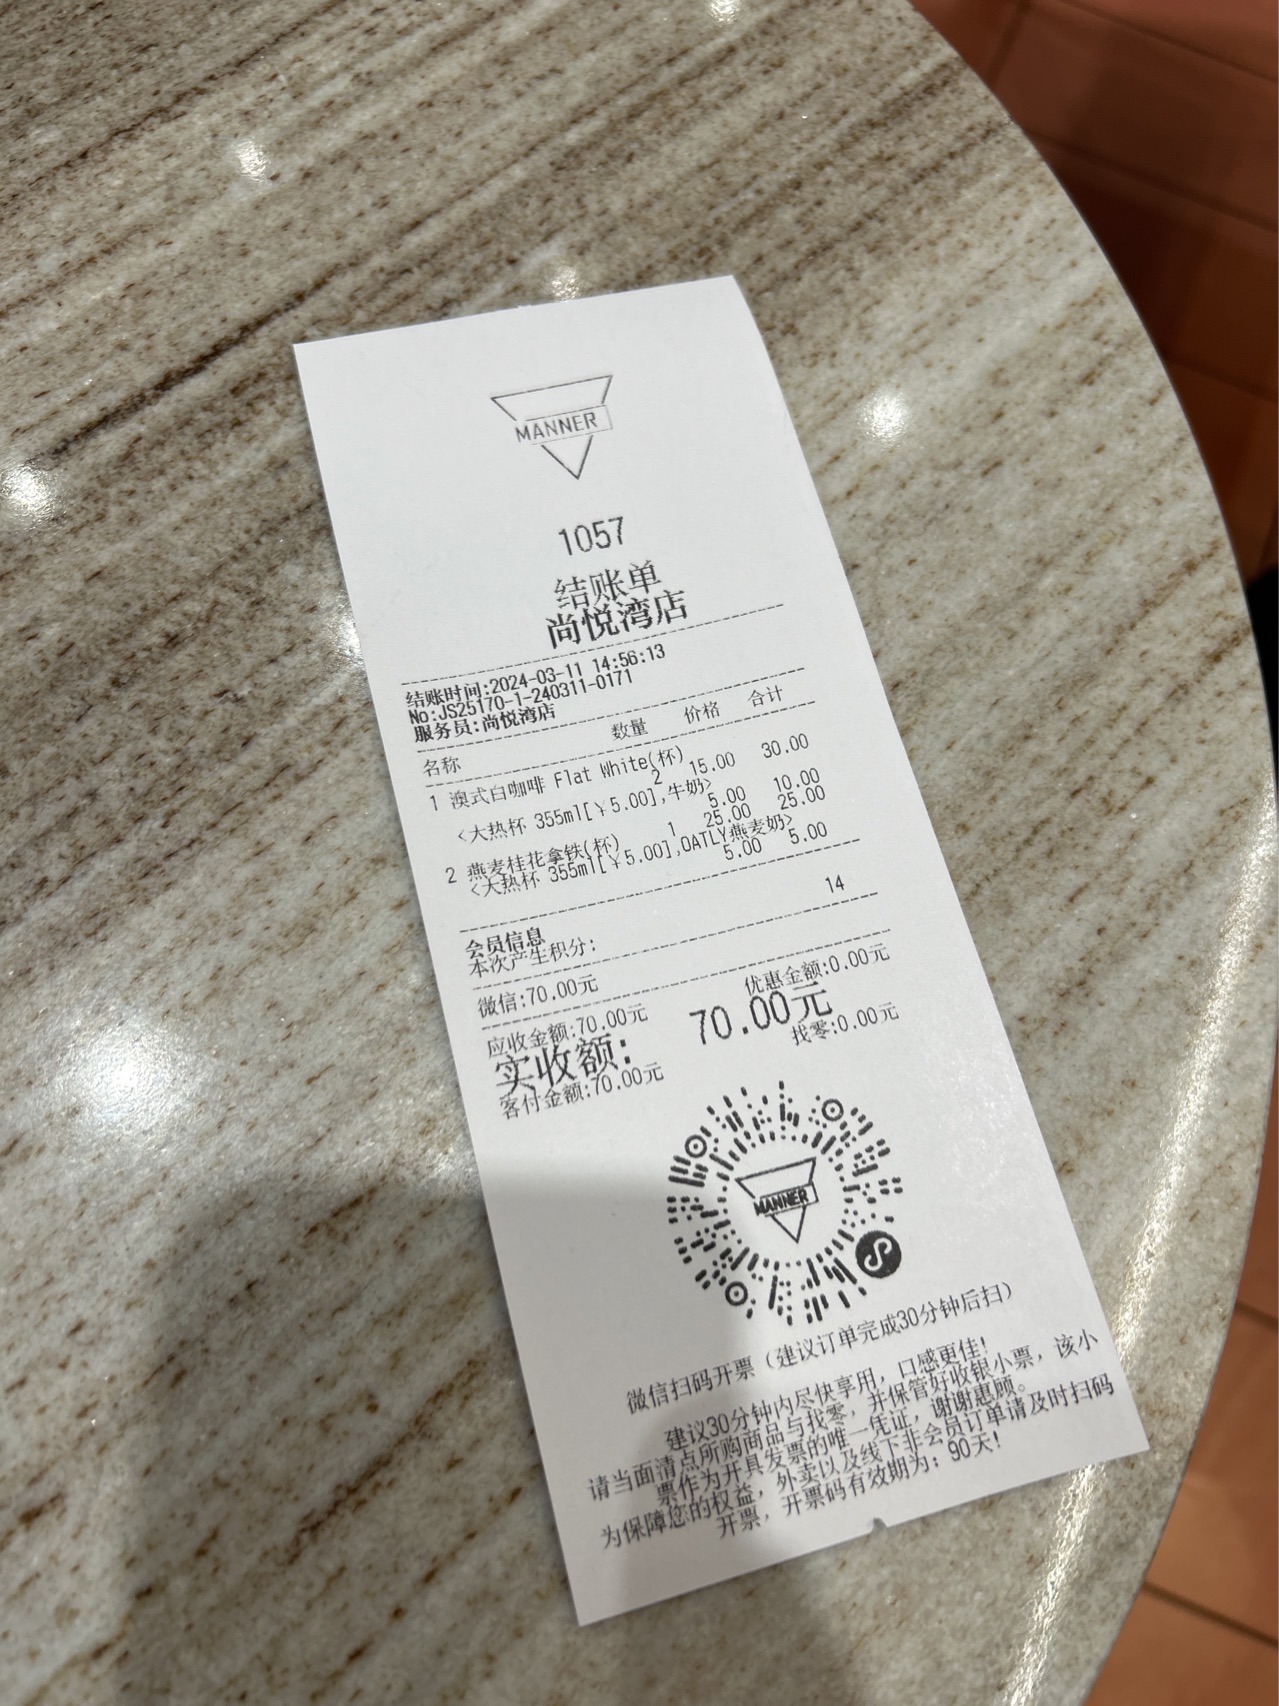 MANNER
1057
结账单
尚悦湾店
结账时间:2024-03-11 14:56:13
No:JS25170-1-240311-0171
服务员:尚悦湾店
名称 数量 价格 合计
1 澳式白咖啡 Flat White(杯)
2 15.00 30.00
<大热杯 355ml[¥5.00],牛奶>
5.00 10.00
2 燕麦桂花拿铁(杯) 1 25.00 25.00
<大热杯 355ml[¥5.00],OATLY燕麦奶>
5.00 5.00
会员信息
本次产生积分: 14
微信:70.00元
应收金额:70.00元 优惠金额:0.00元
实收额: 70.00元
客付金额:70.00元 找零:0.00元
MANNER
微信扫码开票（建议订单完成30分钟后扫）
建议30分钟内尽快享用，口感更佳！
请当面清点所购商品与找零，并保管好收银小票，该小
票作为开具发票的唯一凭证，谢谢惠顾。
为保障您的权益，外卖以及线下非会员订单请及时扫码
开票，开票码有效期为：90天！